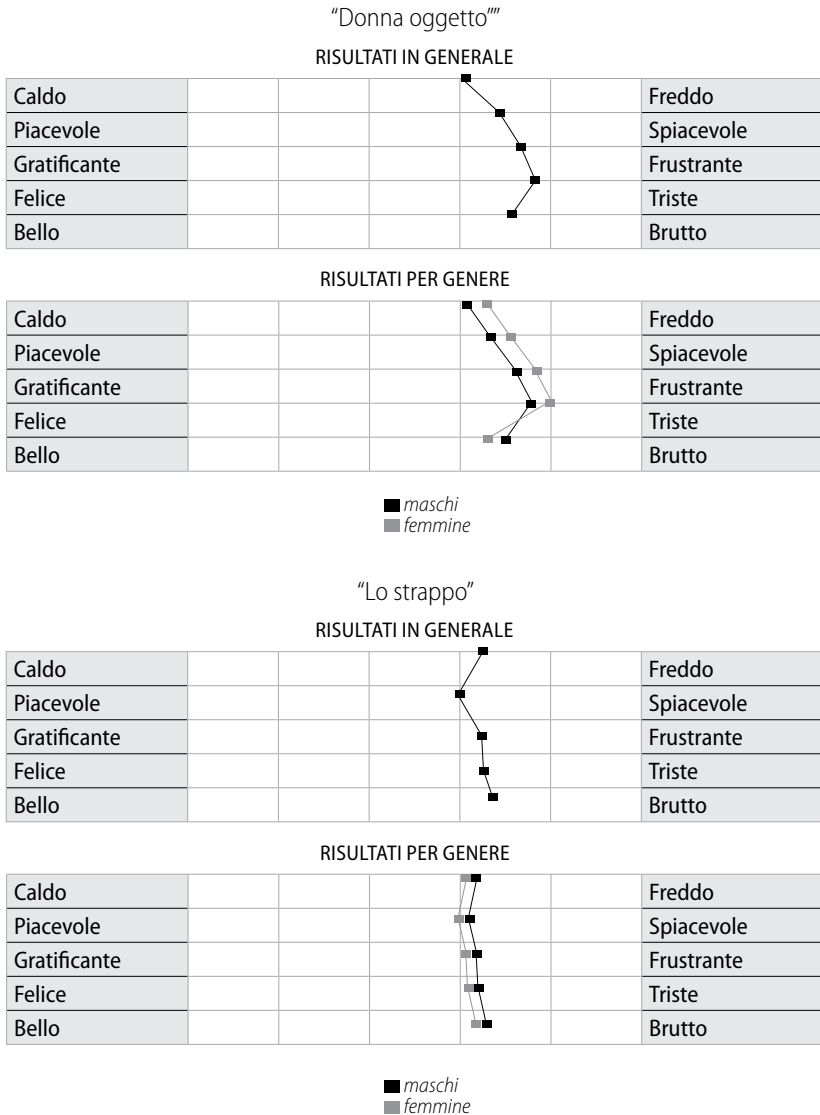 “Donna oggetto””
RISULTATI IN GENERALE
Caldo Freddo
Piacevole Spiacevole
Gratificante Frustrante
Felice Triste
Bello Brutto
RISULTATI PER GENERE
Caldo Freddo
Piacevole Spiacevole
Gratificante Frustrante
Felice Triste
Bello Brutto
maschi
femmine
“Lo strappo”
RISULTATI IN GENERALE
Caldo Freddo
Piacevole Spiacevole
Gratificante Frustrante
Felice Triste
Bello Brutto
RISULTATI PER GENERE
Caldo Freddo
Piacevole Spiacevole
Gratificante Frustrante
Felice Triste
Bello Brutto
maschi
femmine